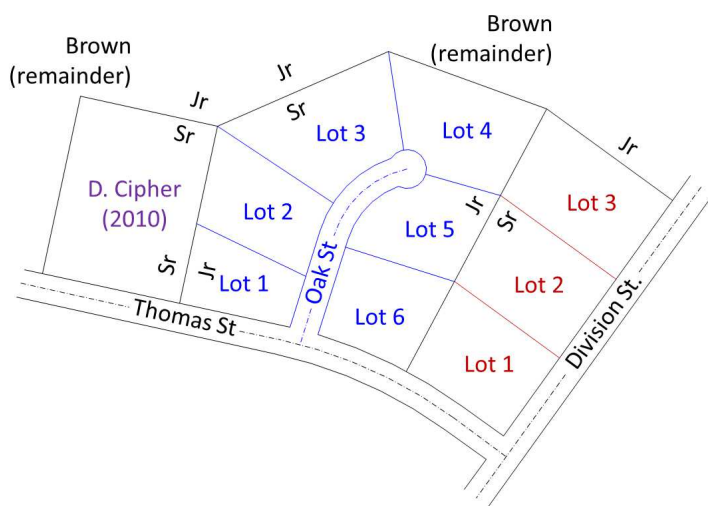 Brown
(remainder)
Jr
Brown
(remainder)
Jr
Sr
Sr
Lot 3
Lot 4
Jr
D. Cipher
(2010)
Lot 2
Jr
Sr
Lot 3
Lot 5
Sr
Jr
Lot 1
Oak St
Lot 2
Thomas St
Lot 6
Division St.
Lot 1